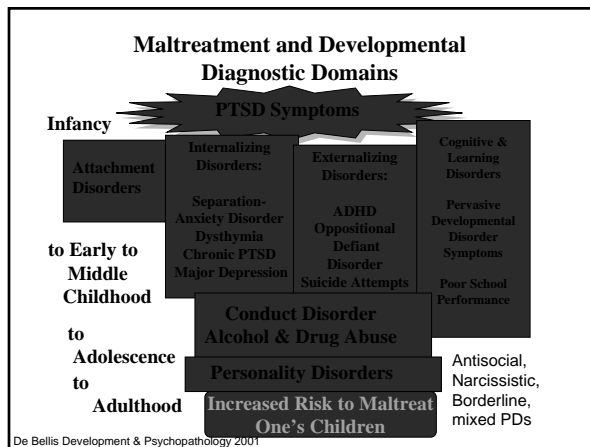 Maltreatment and Developmental
Diagnostic Domains
PTSD Symptoms
Infancy
Attachment
Disorders
Internalizing
Disorders:
Separation-
Anxiety Disorder
Dysthymia
Chronic PTSD
Major Depression
Externalizing
Disorders:
ADHD
Oppositional
Defiant
Disorder
Suicide Attempts
Cognitive &
Learning
Disorders
Pervasive
Developmental
Disorder
Symptoms
Poor School
Performance
to Early to
Middle
Childhood
Conduct Disorder
Alcohol & Drug Abuse
to
Adolescence
Personality Disorders
Antisocial,
Narcissistic,
Borderline,
mixed PDs
to
Adulthood
Increased Risk to Maltreat
One's Children
De Bellis Development & Psychopathology 2001